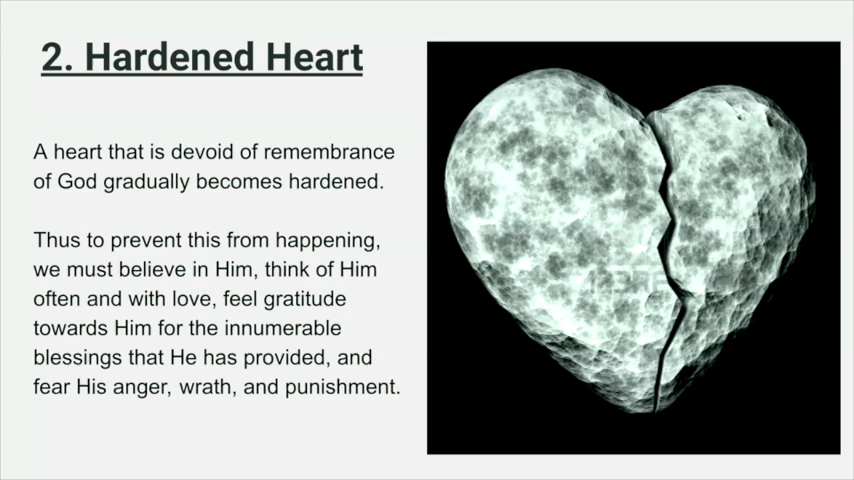 2. Hardened Heart
A heart that is devoid of remembrance
of God gradually becomes hardened.
Thus to prevent this from happening,
we must believe in Him, think of Him
often and with love, feel gratitude
towards Him for the innumerable
blessings that He has provided, and
fear His anger, wrath, and punishment.